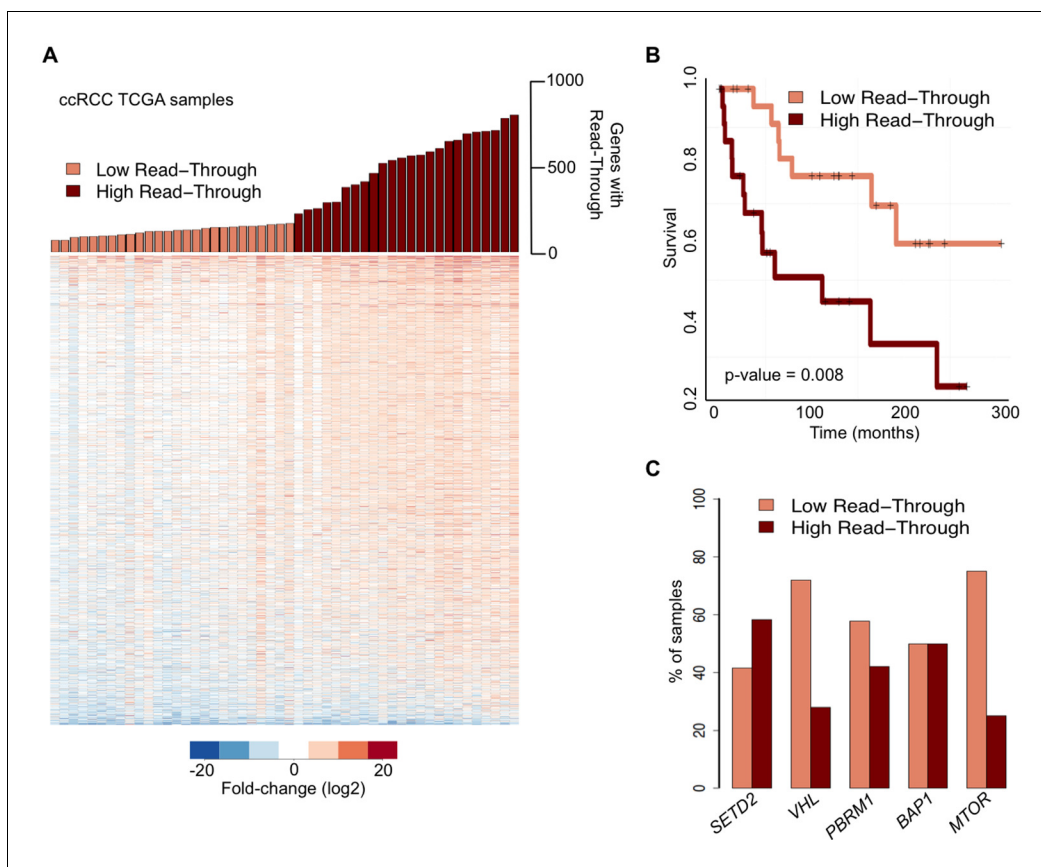 A
ccRCC TCGA samples
Low Read-Through
High Read-Through
1000
500
0
Genes with
Read-Through
-20 0 20
Fold-change (log2)
B
Low Read-Through
High Read-Through
1.0
0.8
0.6
0.4
0.2
Survival
p-value = 0.008
0 100 200 300
Time (months)
C
Low Read-Through
High Read-Through
100
80
60
40
20
0
% of samples
SETD2 VHL PBRM1 BAP1 MTOR